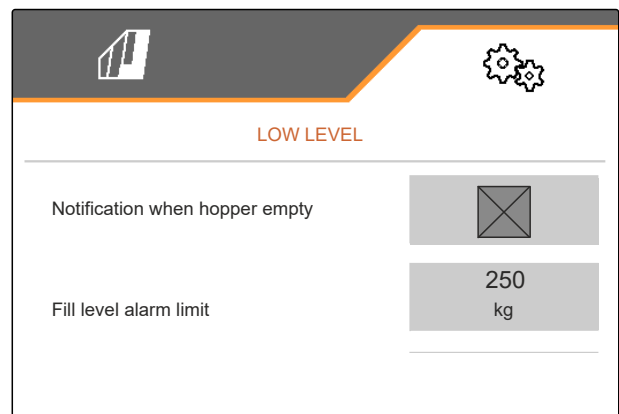 LOW LEVEL
Notification when hopper empty
250
Fill level alarm limit
kg